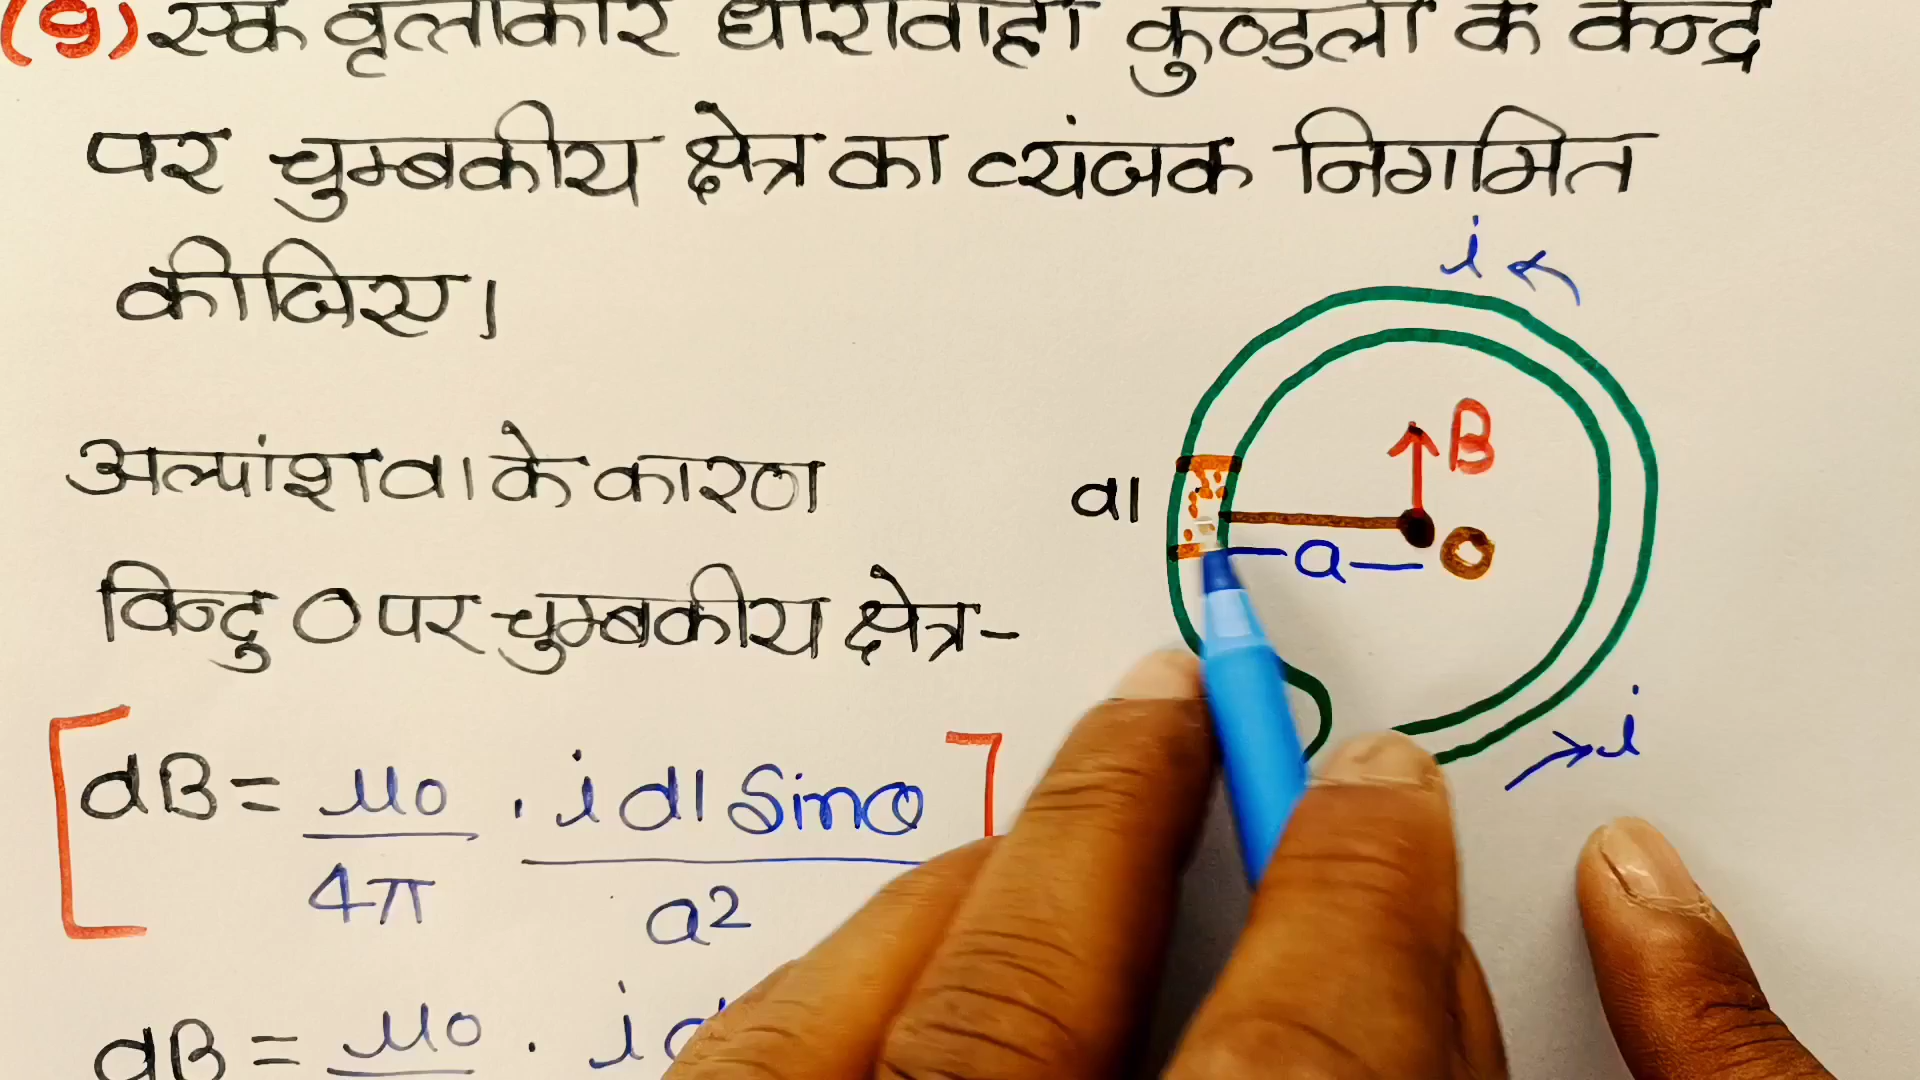 (9) एक वृत्ताकार धारावाही कुण्डली के केन्द्र
पर चुम्बकीय क्षेत्र का व्यंजक निगमित
कीजिए।
i
B
अल्पांश dl के कारण
dl
a
O
बिन्दु O पर चुम्बकीय क्षेत्र-
i
dB = μ0 / 4π . i dl Sinθ / a2
dB = μ0 . i